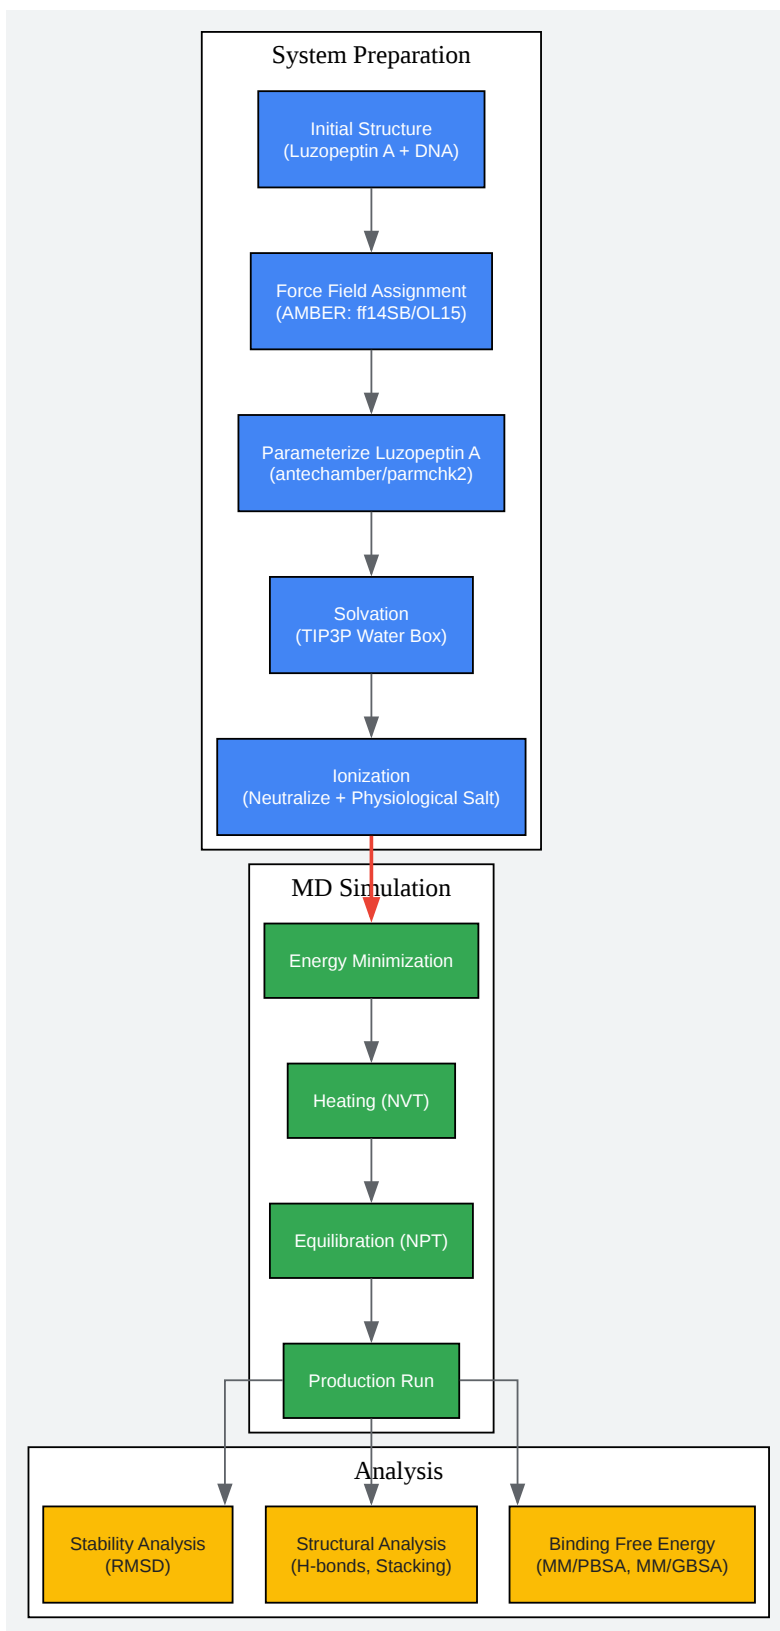 System Preparation
Initial Structure
(Luzopeptin A + DNA)
Force Field Assignment
(AMBER: ff14SB/OL15)
Parameterize Luzopeptin A
(antechamber/parmchk2)
Solvation
(TIP3P Water Box)
Ionization
(Neutralize + Physiological Salt)
MD Simulation
Energy Minimization
Heating (NVT)
Equilibration (NPT)
Production Run
Analysis
Stability Analysis
(RMSD)
Structural Analysis
(H-bonds, Stacking)
Binding Free Energy
(MM/PBSA, MM/GBSA)